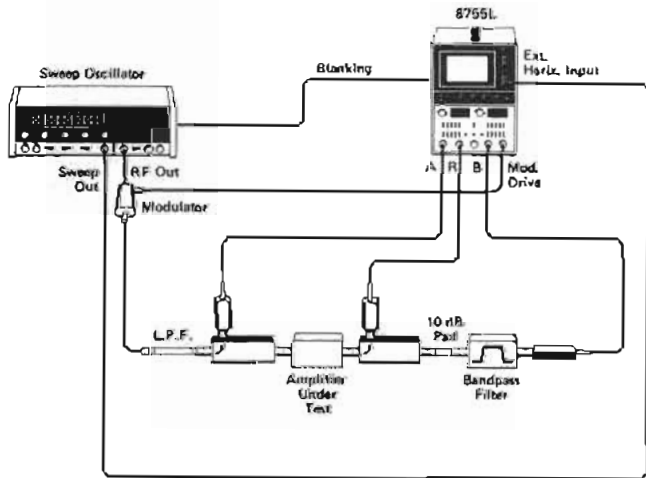 8755L
Sweep Oscillator
Blanking
Ext.
Horiz. Input
Sweep
Out
RF Out
Modulator
A
R
B
Mod.
Drive
L.P.F.
10 dB
Pad
Amplifier
Under
Test
Bandpass
Filter